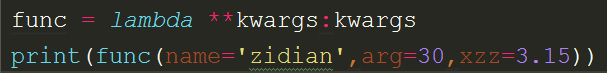 func = lambda **kwargs:kwargs
print(func(name='zidian',arg=30,xzz=3.15))